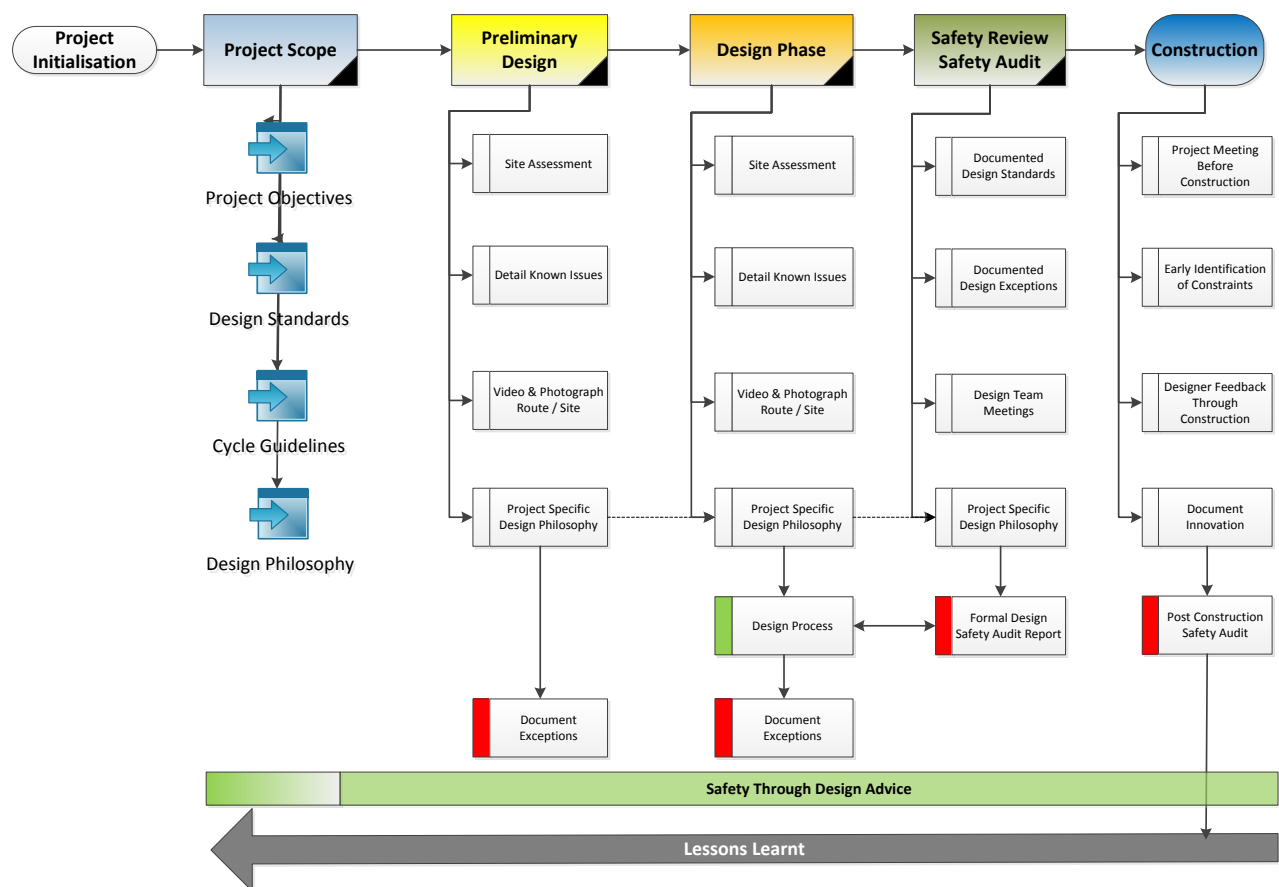 Project
Initialisation
Project Scope
Preliminary
Design
Design Phase
Safety Review
Safety Audit
Construction
Project Objectives
Design Standards
Cycle Guidelines
Design Philosophy
Site Assessment
Detail Known Issues
Video & Photograph
Route / Site
Project Specific
Design Philosophy
Document
Exceptions
Site Assessment
Detail Known Issues
Video & Photograph
Route / Site
Project Specific
Design Philosophy
Design Process
Document
Exceptions
Documented
Design Standards
Documented
Design Exceptions
Design Team
Meetings
Project Specific
Design Philosophy
Formal Design
Safety Audit Report
Project Meeting
Before
Construction
Early Identification
of Constraints
Designer Feedback
Through
Construction
Document
Innovation
Post Construction
Safety Audit
Safety Through Design Advice
Lessons Learnt